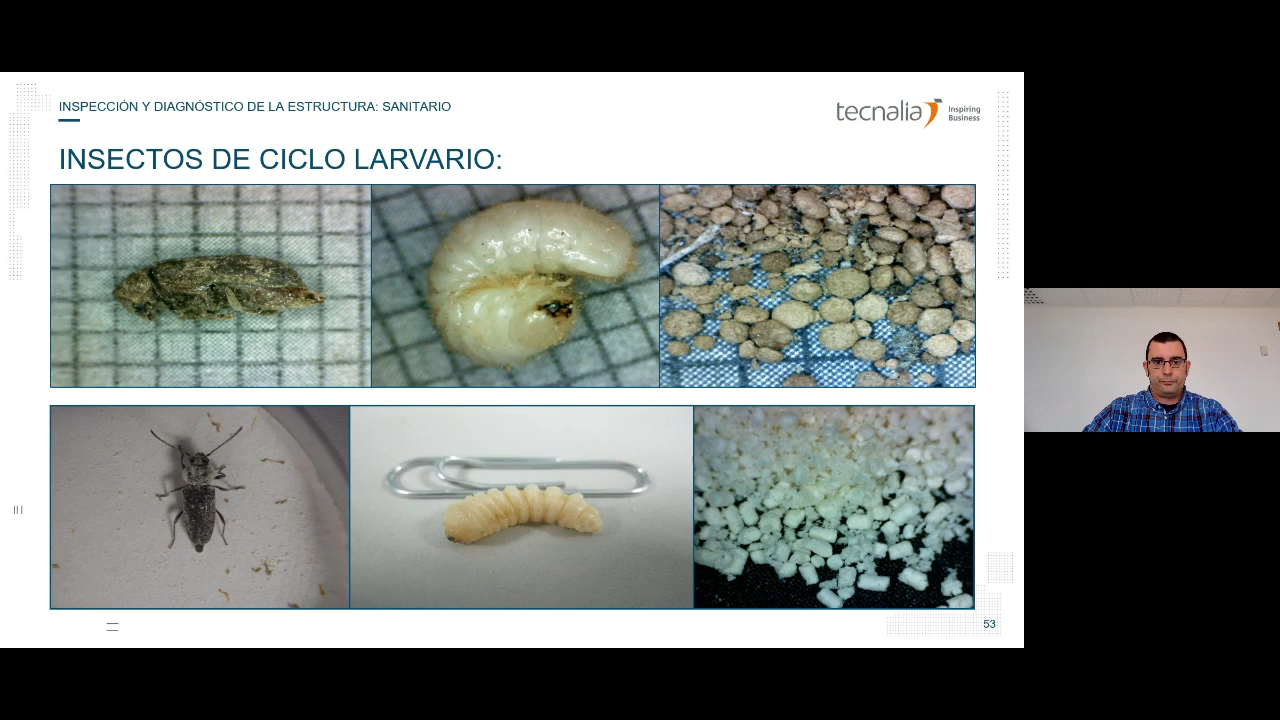 INSPECCIÓN Y DIAGNÓSTICO DE LA ESTRUCTURA: SANITARIO
tecnalia Inspiring
Business
INSECTOS DE CICLO LARVARIO:
53